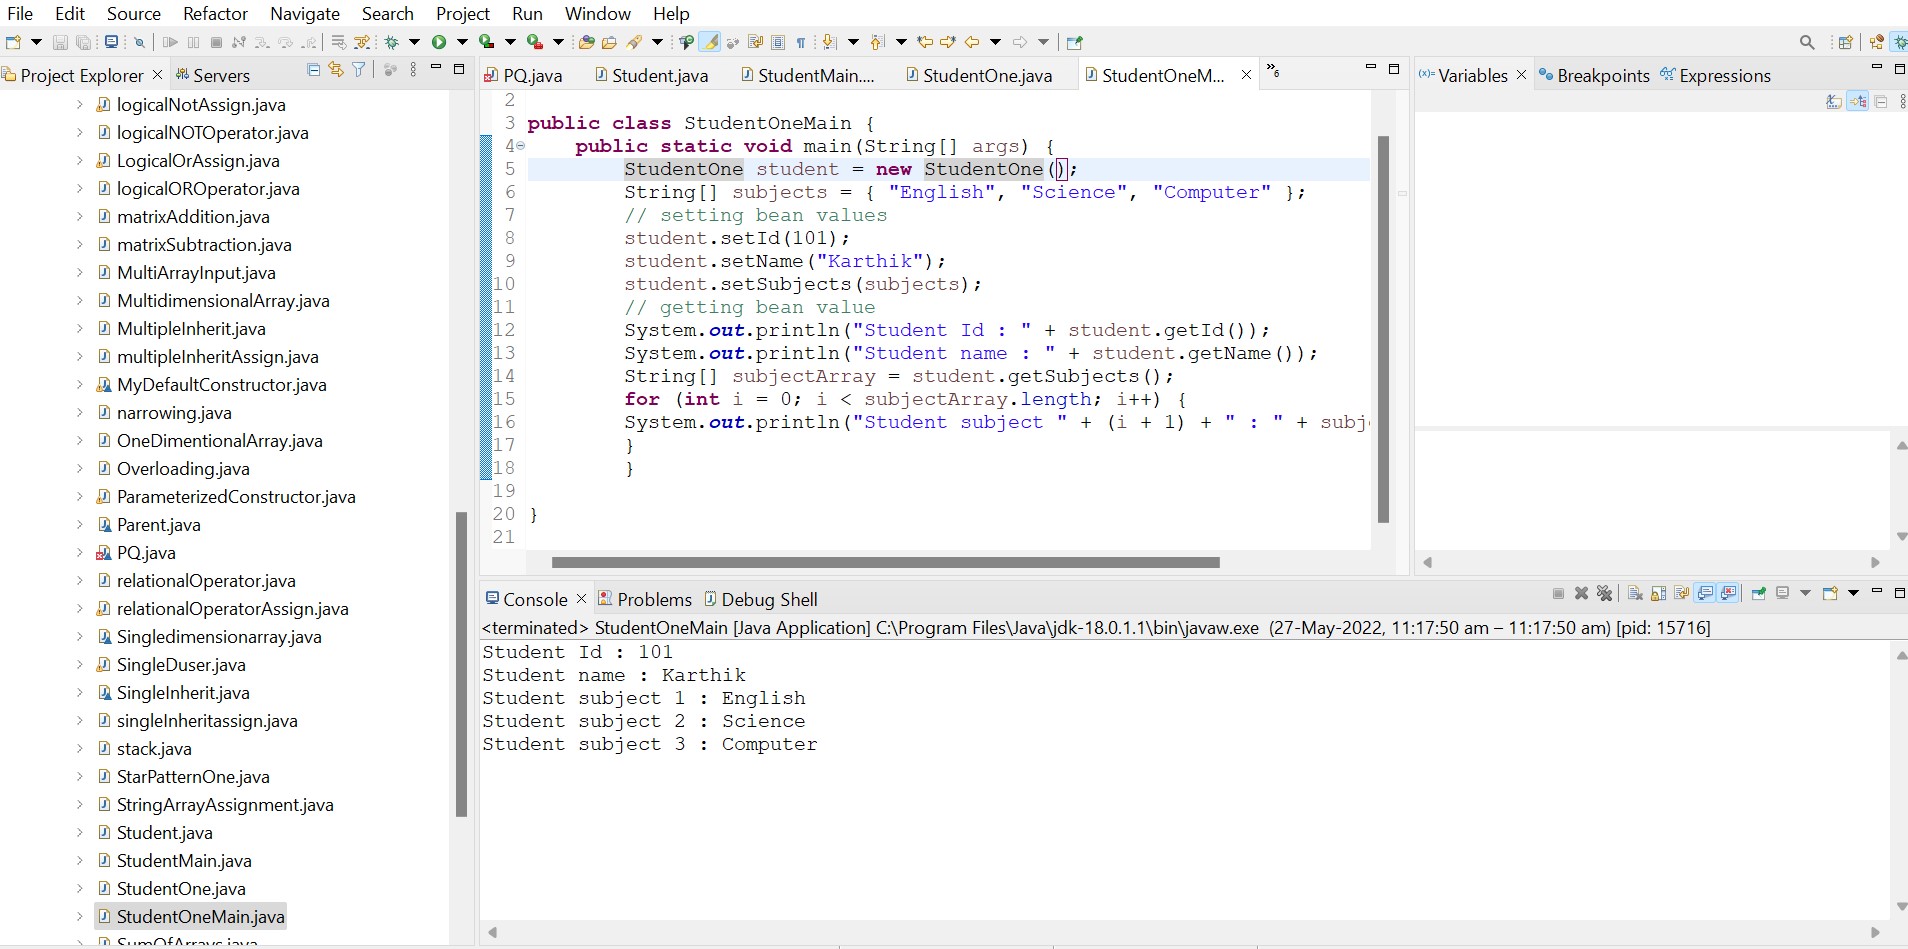 File Edit Source Refactor Navigate Search Project Run Window Help
Project Explorer Servers
logicalNotAssign.java
logicalNOTOperator.java
LogicalOrAssign.java
logicalOROperator.java
matrixAddition.java
matrixSubtraction.java
MultiArrayInput.java
MultidimensionalArray.java
MultipleInherit.java
multipleInheritAssign.java
MyDefaultConstructor.java
narrowing.java
OneDimentionalArray.java
Overloading.java
ParameterizedConstructor.java
Parent.java
PQ.java
relationalOperator.java
relationalOperatorAssign.java
Singledimensionarray.java
SingleDuser.java
SingleInherit.java
singleInheritassign.java
stack.java
StarPatternOne.java
StringArrayAssignment.java
Student.java
StudentMain.java
StudentOne.java
StudentOneMain.java
SumOfArrays.java
PQ.java Student.java StudentMain.... StudentOne.java StudentOneM... »6
2
3 public class StudentOneMain {
4 public static void main(String[] args) {
5 StudentOne student = new StudentOne();
6 String[] subjects = { "English", "Science", "Computer" };
7 // setting bean values
8 student.setId(101);
9 student.setName("Karthik");
10 student.setSubjects(subjects);
11 // getting bean value
12 System.out.println("Student Id : " + student.getId());
13 System.out.println("Student name : " + student.getName());
14 String[] subjectArray = student.getSubjects();
15 for (int i = 0; i < subjectArray.length; i++) {
16 System.out.println("Student subject " + (i + 1) + " : " + subj
17 }
18 }
19
20 }
21
(x)= Variables Breakpoints Expressions
Console Problems Debug Shell
<terminated> StudentOneMain [Java Application] C:\Program Files\Java\jdk-18.0.1.1\bin\javaw.exe (27-May-2022, 11:17:50 am – 11:17:50 am) [pid: 15716]
Student Id : 101
Student name : Karthik
Student subject 1 : English
Student subject 2 : Science
Student subject 3 : Computer